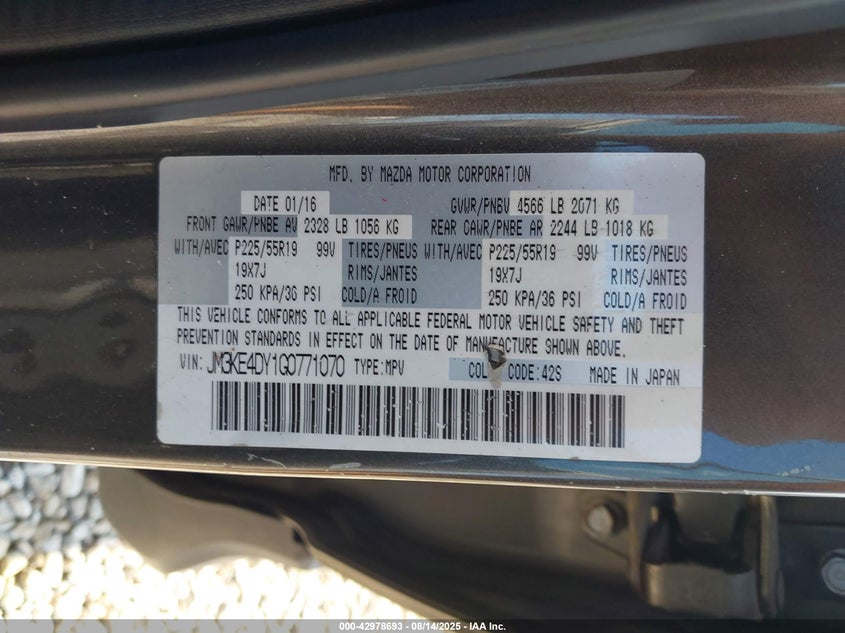 MFD. BY MAZDA MOTOR CORPORATION
DATE 01/16 GVWR/PNBV 4566 LB 2071 KG
FRONT GAWR/PNBE AV 2328 LB 1056 KG REAR GAWR/PNBE AR 2244 LB 1018 KG
WITH/AVEC P225/55R19 99V TIRES/PNEUS WITH/AVEC P225/55R19 99V TIRES/PNEUS
19X7J RIMS/JANTES 19X7J RIMS/JANTES
250 KPA/36 PSI COLD/A FROID 250 KPA/36 PSI COLD/A FROID
THIS VEHICLE CONFORMS TO ALL APPLICABLE FEDERAL MOTOR VEHICLE SAFETY AND THEFT
PREVENTION STANDARDS IN EFFECT ON THE DATE OF MANUFACTURE SHOWN ABOVE.
VIN: JM3KE4DY1G0771070 TYPE:MPV CODE:42S MADE IN JAPAN
000-42978693 08/14/2025 IAA Inc.